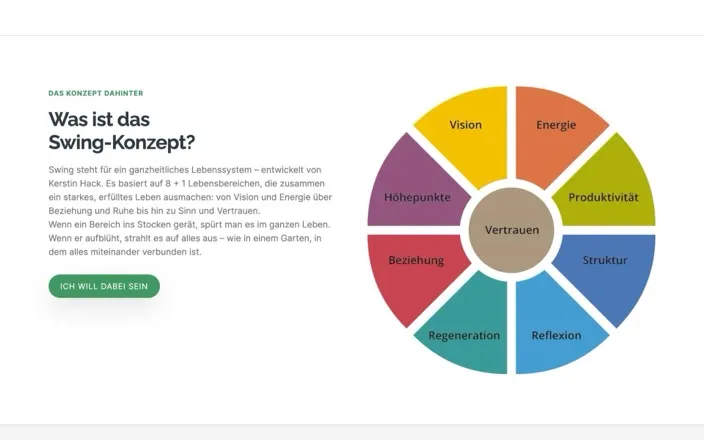 DAS KONZEPT DAHINTER
Was ist das
Swing-Konzept?
Swing steht für ein ganzheitliches Lebenssystem – entwickelt von
Kerstin Hack. Es basiert auf 8 + 1 Lebensbereichen, die zusammen
ein starkes, erfülltes Leben ausmachen: von Vision und Energie über
Beziehung und Ruhe bis hin zu Sinn und Vertrauen.
Wenn ein Bereich ins Stocken gerät, spürt man es im ganzen Leben.
Wenn er aufblüht, strahlt es auf alles aus – wie in einem Garten, in
dem alles miteinander verbunden ist.
ICH WILL DABEI SEIN
Vision
Energie
Höhepunkte
Produktivität
Vertrauen
Beziehung
Struktur
Regeneration
Reflexion